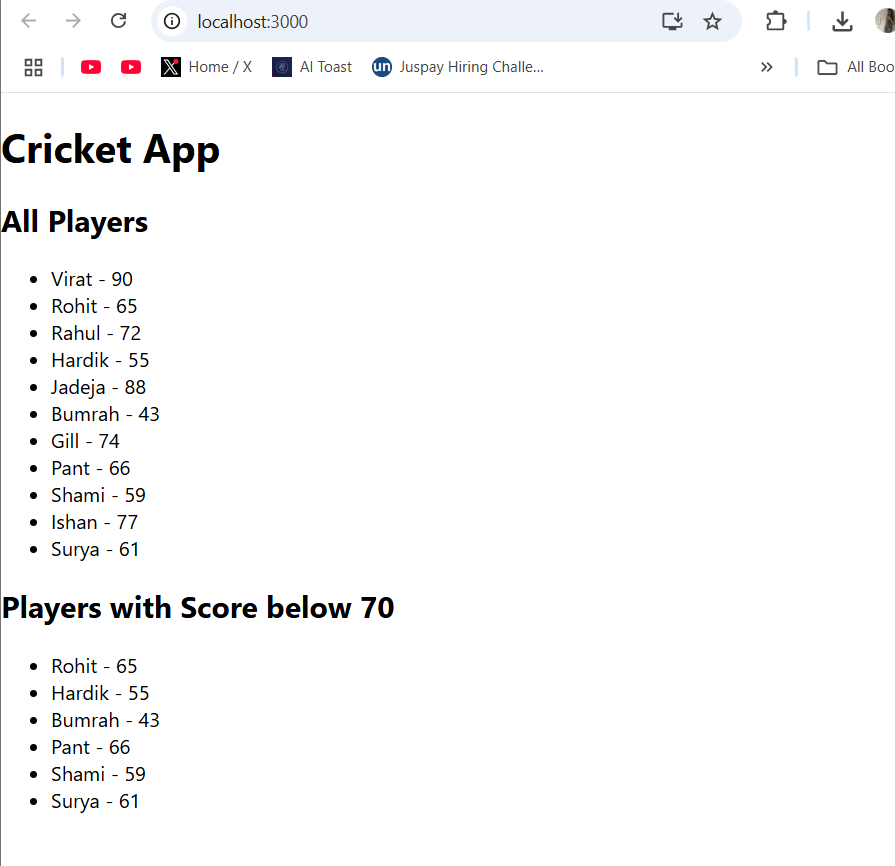 localhost:3000
Home / X AI Toast un Juspay Hiring Challe... All Boo
Cricket App
All Players
• Virat - 90
• Rohit - 65
• Rahul - 72
• Hardik - 55
• Jadeja - 88
• Bumrah - 43
• Gill - 74
• Pant - 66
• Shami - 59
• Ishan - 77
• Surya - 61
Players with Score below 70
• Rohit - 65
• Hardik - 55
• Bumrah - 43
• Pant - 66
• Shami - 59
• Surya - 61